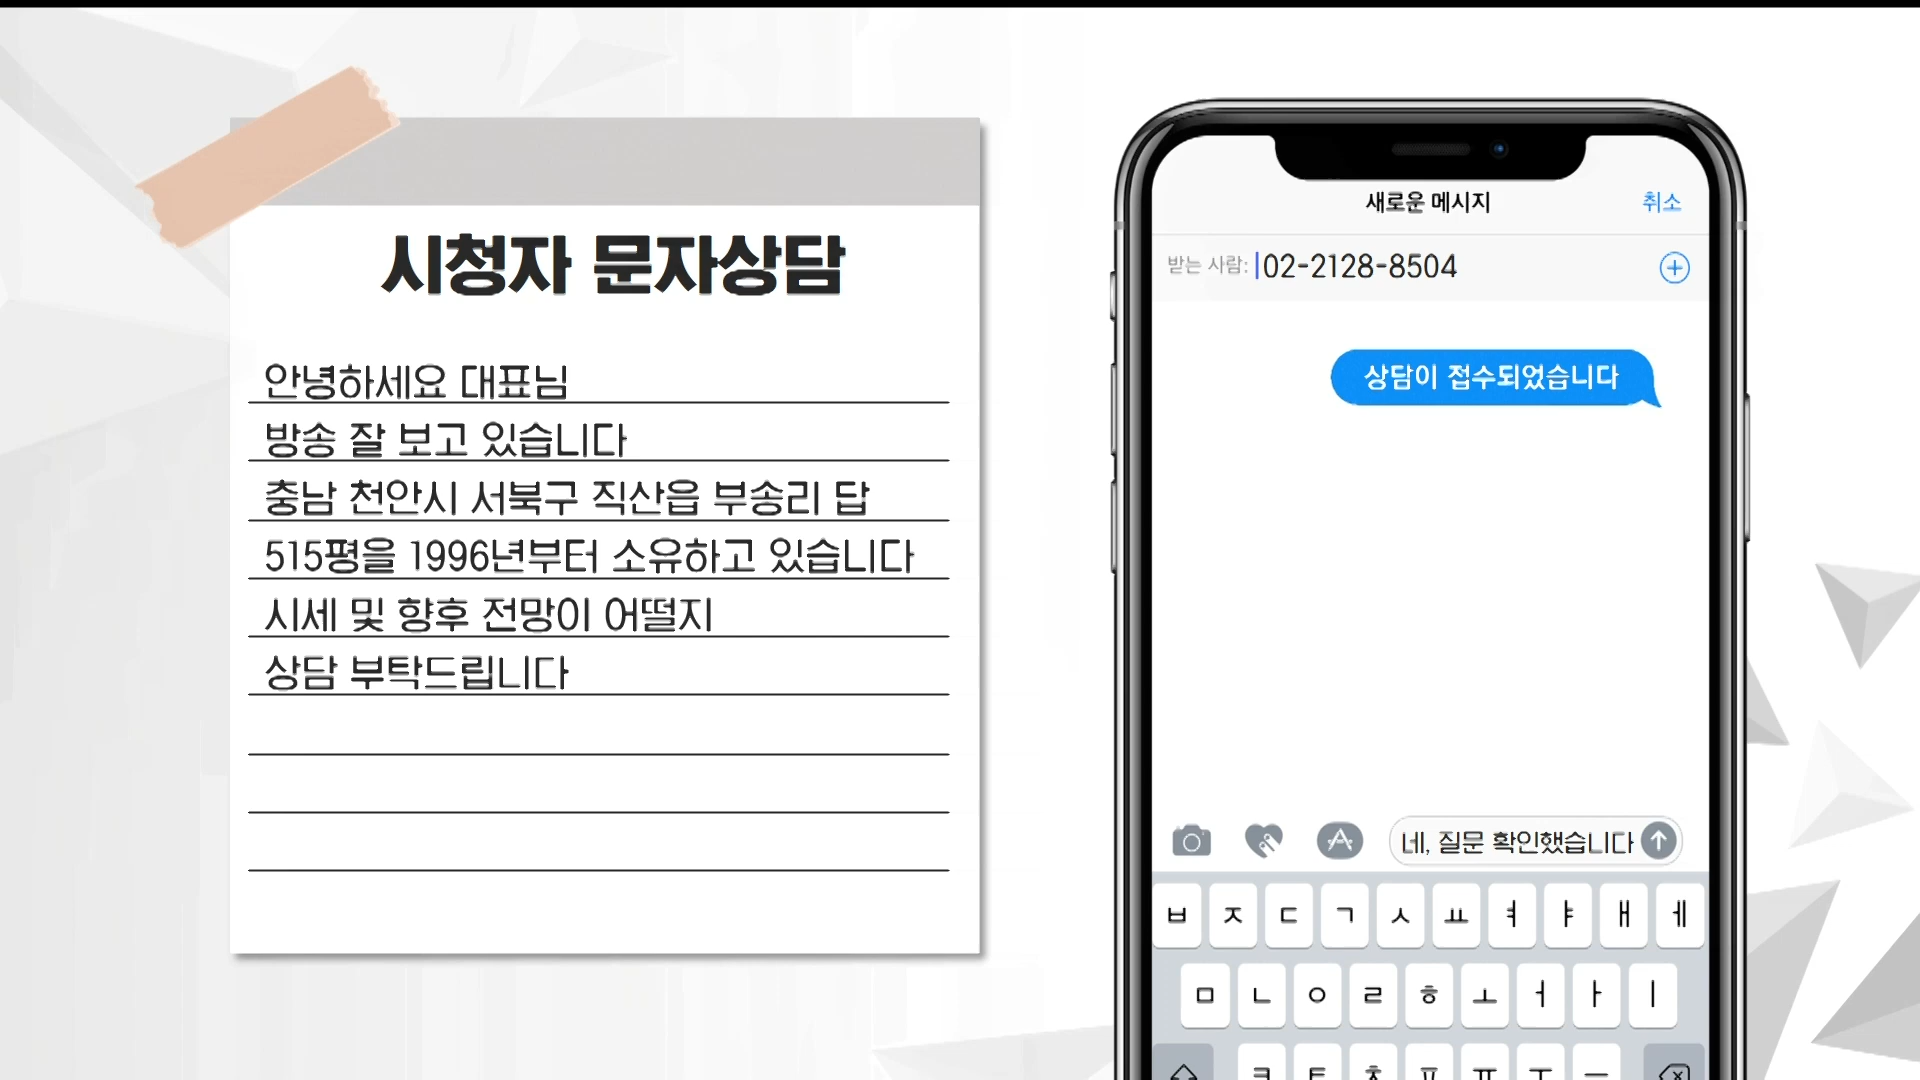 시청자 문자상담
안녕하세요 대표님
방송 잘 보고 있습니다
충남 천안시 서북구 직산읍 부송리 답
515평을 1996년부터 소유하고 있습니다
시세 및 향후 전망이 어떨지
상담 부탁드립니다
새로운 메시지 취소
받는 사람: 02-2128-8504
상담이 접수되었습니다
네, 질문 확인했습니다
ㅂ ㅈ ㄷ ㄱ ㅅ ㅛ ㅕ ㅑ ㅐ ㅔ
ㅁ ㄴ ㅇ ㄹ ㅎ ㅗ ㅓ ㅏ ㅣ
ㅋ ㅌ ㅊ ㅍ ㅠ ㅜ ㅡ